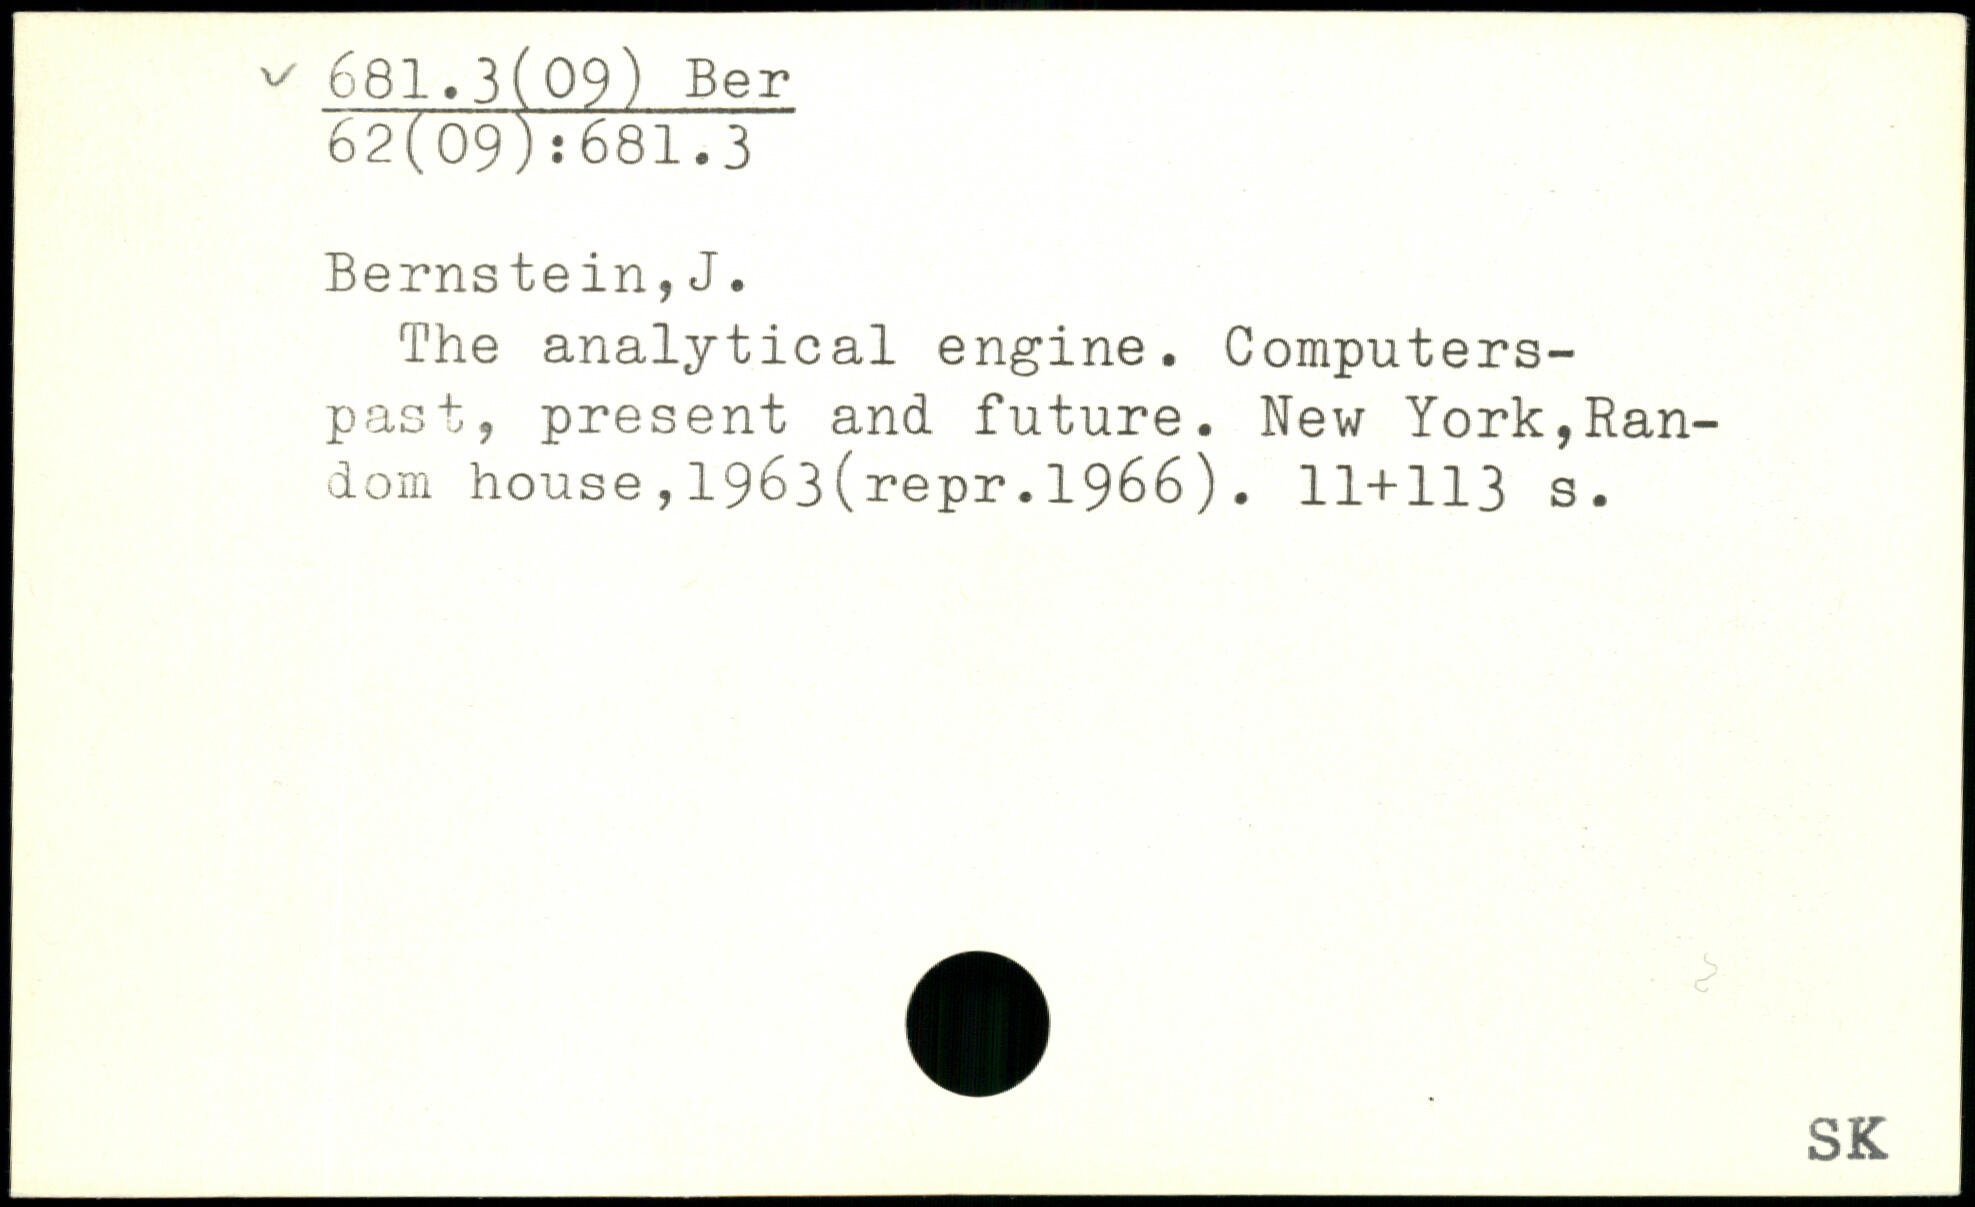 ✓ 681.3(09) Ber
62(09):681.3
Bernstein,J.
The analytical engine. Computers-
past, present and future. New York,Ran-
dom house,1963(repr.1966). 11+113 s.
SK